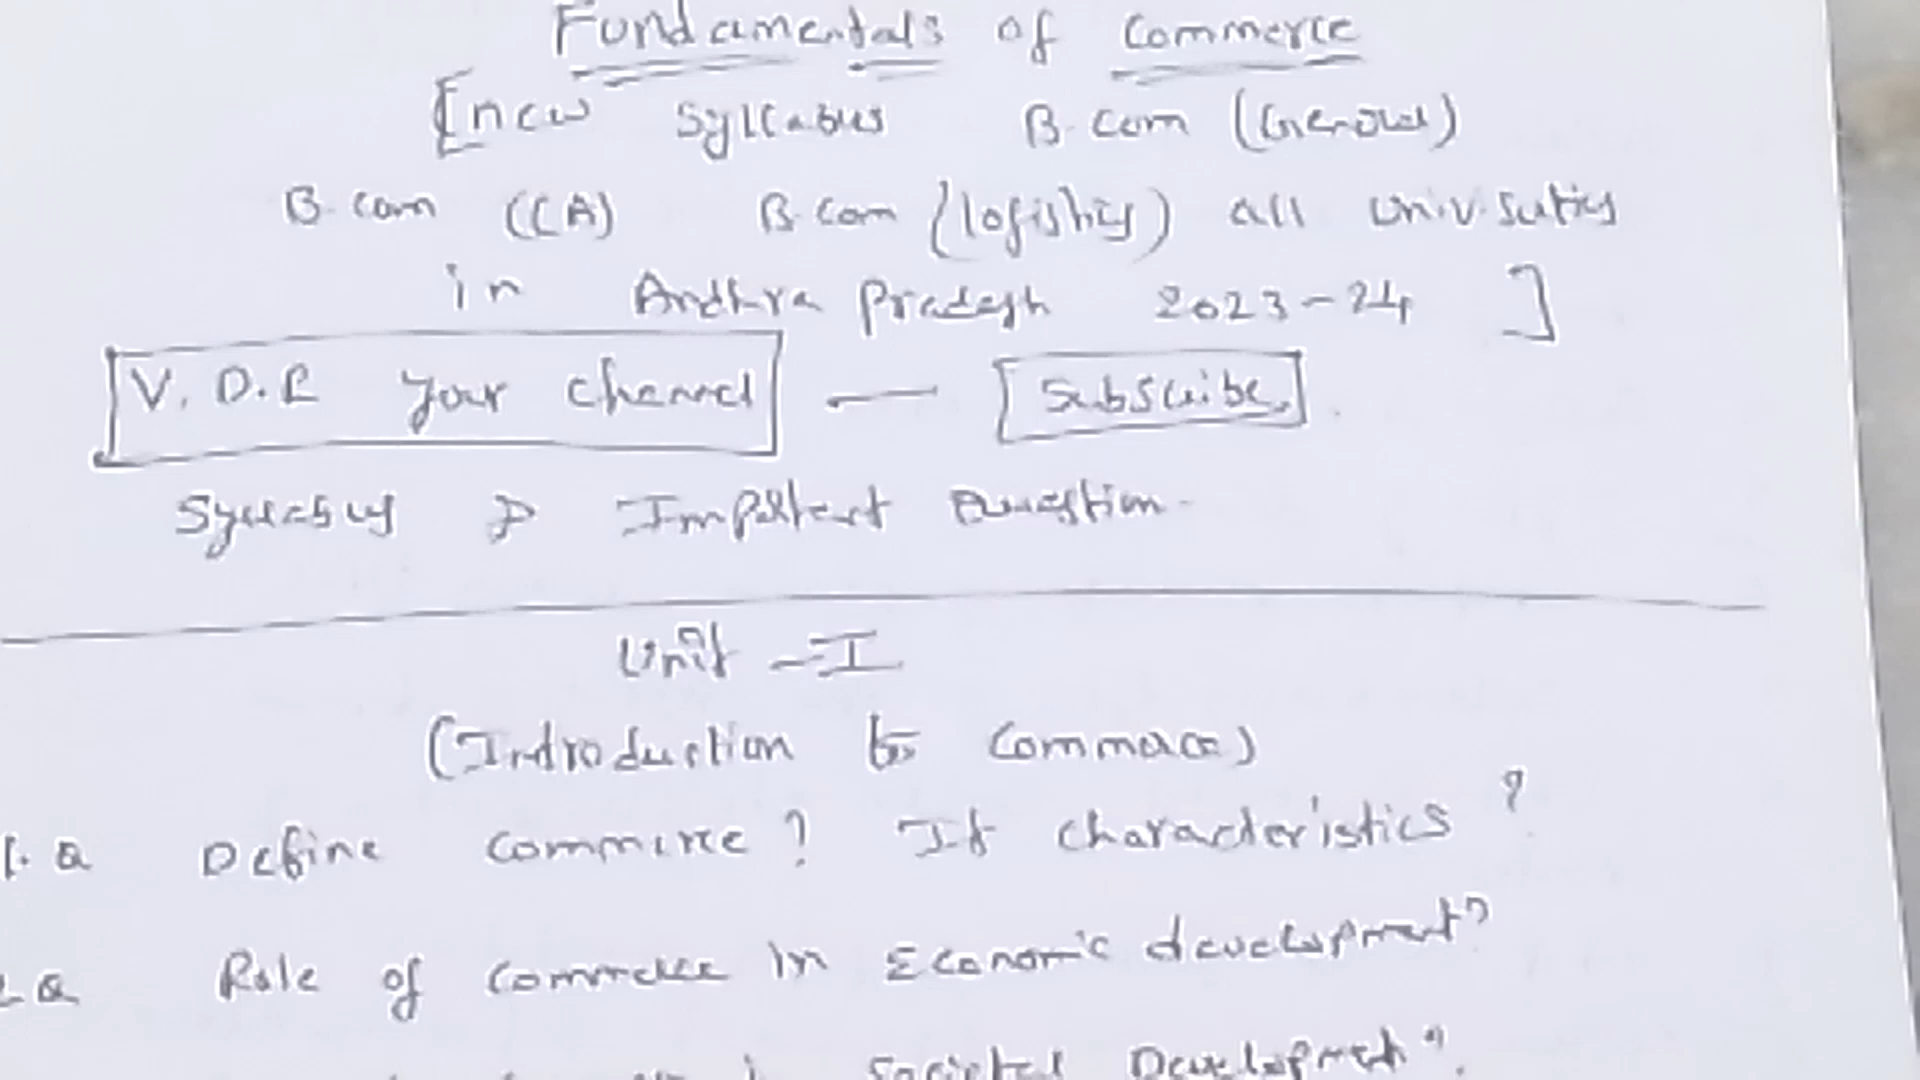 Fundamentals of Commerce
[new Syllabus B.com (General)
B.com (CA) B.com (logistics) all universities
in Andhra Pradesh 2023-24 ]
V.D.R your channel — Subscribe
Syllabus & Important Question.
Unit - I
(Introduction to Commerce)
1.Q Define commerce? It characteristics?
2.Q Role of commerce in Economic development?
Societal Development?